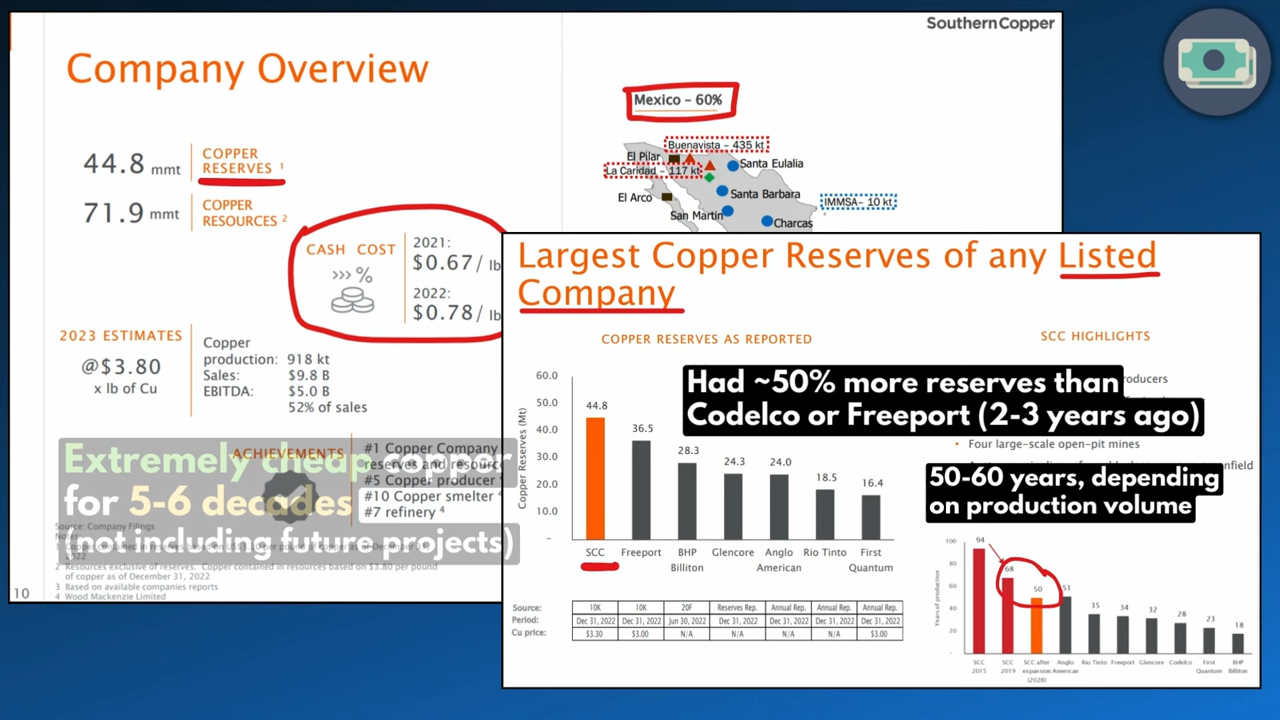 SouthernCopper
Company Overview
44.8 mmt
COPPER
RESERVES 1
71.9 mmt
COPPER
RESOURCES 2
CASH COST
2021:
$0.67/ lb
2022:
$0.78/ lb
2023 ESTIMATES
@$3.80
x lb of Cu
Copper
production: 918 kt
Sales: $9.8 B
EBITDA: $5.0 B
52% of sales
ACHIEVEMENTS
#1 Copper Company
reserves and resourc
#5 Copper producer 4
#10 Copper smelter 4
#7 refinery 4
Extremely cheap copper
for 5-6 decades
(not including future projects)
Source: Company Filings
2 Resources exclusive of reserves. Copper contained in resources based on $3.80 per pound
of copper as of December 31, 2022
3 Based on available companies reports
4 Wood Mackenzie Limited
10
Mexico – 60%
Buenavista – 435 kt
El Pilar
Santa Eulalia
La Caridad – 117 kt
El Arco
Santa Barbara
IMMSA– 10 kt
San Martin
Charcas
Largest Copper Reserves of any Listed
Company
COPPER RESERVES AS REPORTED
Copper Reserves (Mt)
60.0
50.0
40.0
30.0
20.0
10.0
–
44.8
36.5
28.3
24.3
24.0
18.5
16.4
SCC
Freeport
BHP
Billiton
Glencore
Anglo
American
Rio Tinto
First
Quantum
Source: 10K 10K 20F Reserves Rep. Annual Rep. Annual Rep. Annual Rep.
Period: Dec 31, 2022 Dec 31, 2022 Jun 30, 2022 Dec 31, 2022 Dec 31, 2022 Dec 31, 2022 Dec 31, 2022
Cu price: $3.30 $3.00 N/A N/A N/A N/A $3.00
SCC HIGHLIGHTS
Had ~50% more reserves than
Codelco or Freeport (2-3 years ago)
roducers
• Four large-scale open-pit mines
enfield
50-60 years, depending
on production volume
Years of production
100
80
60
40
20
–
94
68
50
51
35
34
32
28
23
18
SCC
2015
SCC
2019
SCC after
expansion
(2028)
Anglo
American
Rio Tinto
Freeport
Glencore
Codelco
First
Quantum
BHP
Billiton